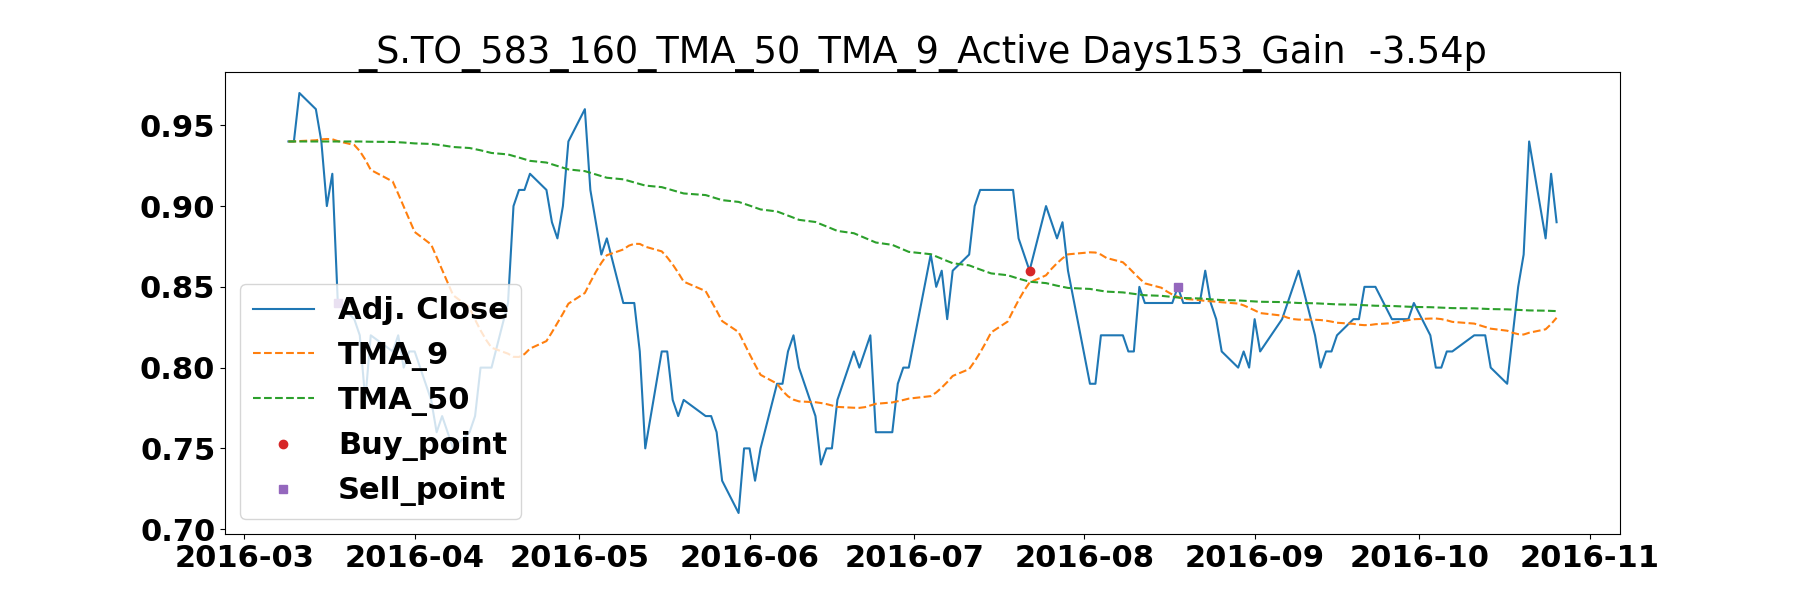 _S.TO_583_160_TMA_50_TMA_9_Active Days153_Gain  -3.54p
0.95
0.90
0.85
0.80
0.75
0.70
Adj. Close
TMA_9
TMA_50
Buy_point
Sell_point
2016-03 2016-04 2016-05 2016-06 2016-07 2016-08 2016-09 2016-10 2016-11